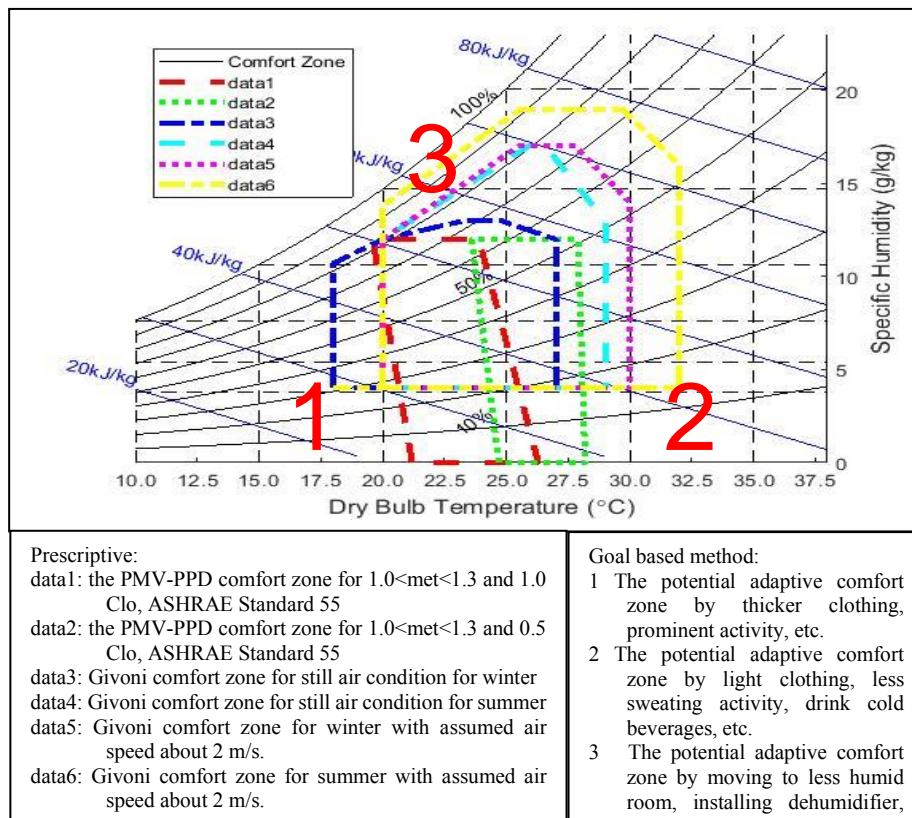 Comfort Zone
data1
data2
data3
data4
data5
data6
3
80kJ/kg
100%
kJ/kg
40kJ/kg
50%
20kJ/kg
1
10%
2
20
15
10
5
0
Specific Humidity (g/kg)
10.0 12.5 15.0 17.5 20.0 22.5 25.0 27.5 30.0 32.5 35.0 37.5
Dry Bulb Temperature (°C)
Prescriptive:
data1: the PMV-PPD comfort zone for 1.0<met<1.3 and 1.0
Clo, ASHRAE Standard 55
data2: the PMV-PPD comfort zone for 1.0<met<1.3 and 0.5
Clo, ASHRAE Standard 55
data3: Givoni comfort zone for still air condition for winter
data4: Givoni comfort zone for still air condition for summer
data5: Givoni comfort zone for winter with assumed air
speed about 2 m/s.
data6: Givoni comfort zone for summer with assumed air
speed about 2 m/s.
Goal based method:
1 The potential adaptive comfort
zone by thicker clothing,
prominent activity, etc.
2 The potential adaptive comfort
zone by light clothing, less
sweating activity, drink cold
beverages, etc.
3 The potential adaptive comfort
zone by moving to less humid
room, installing dehumidifier,